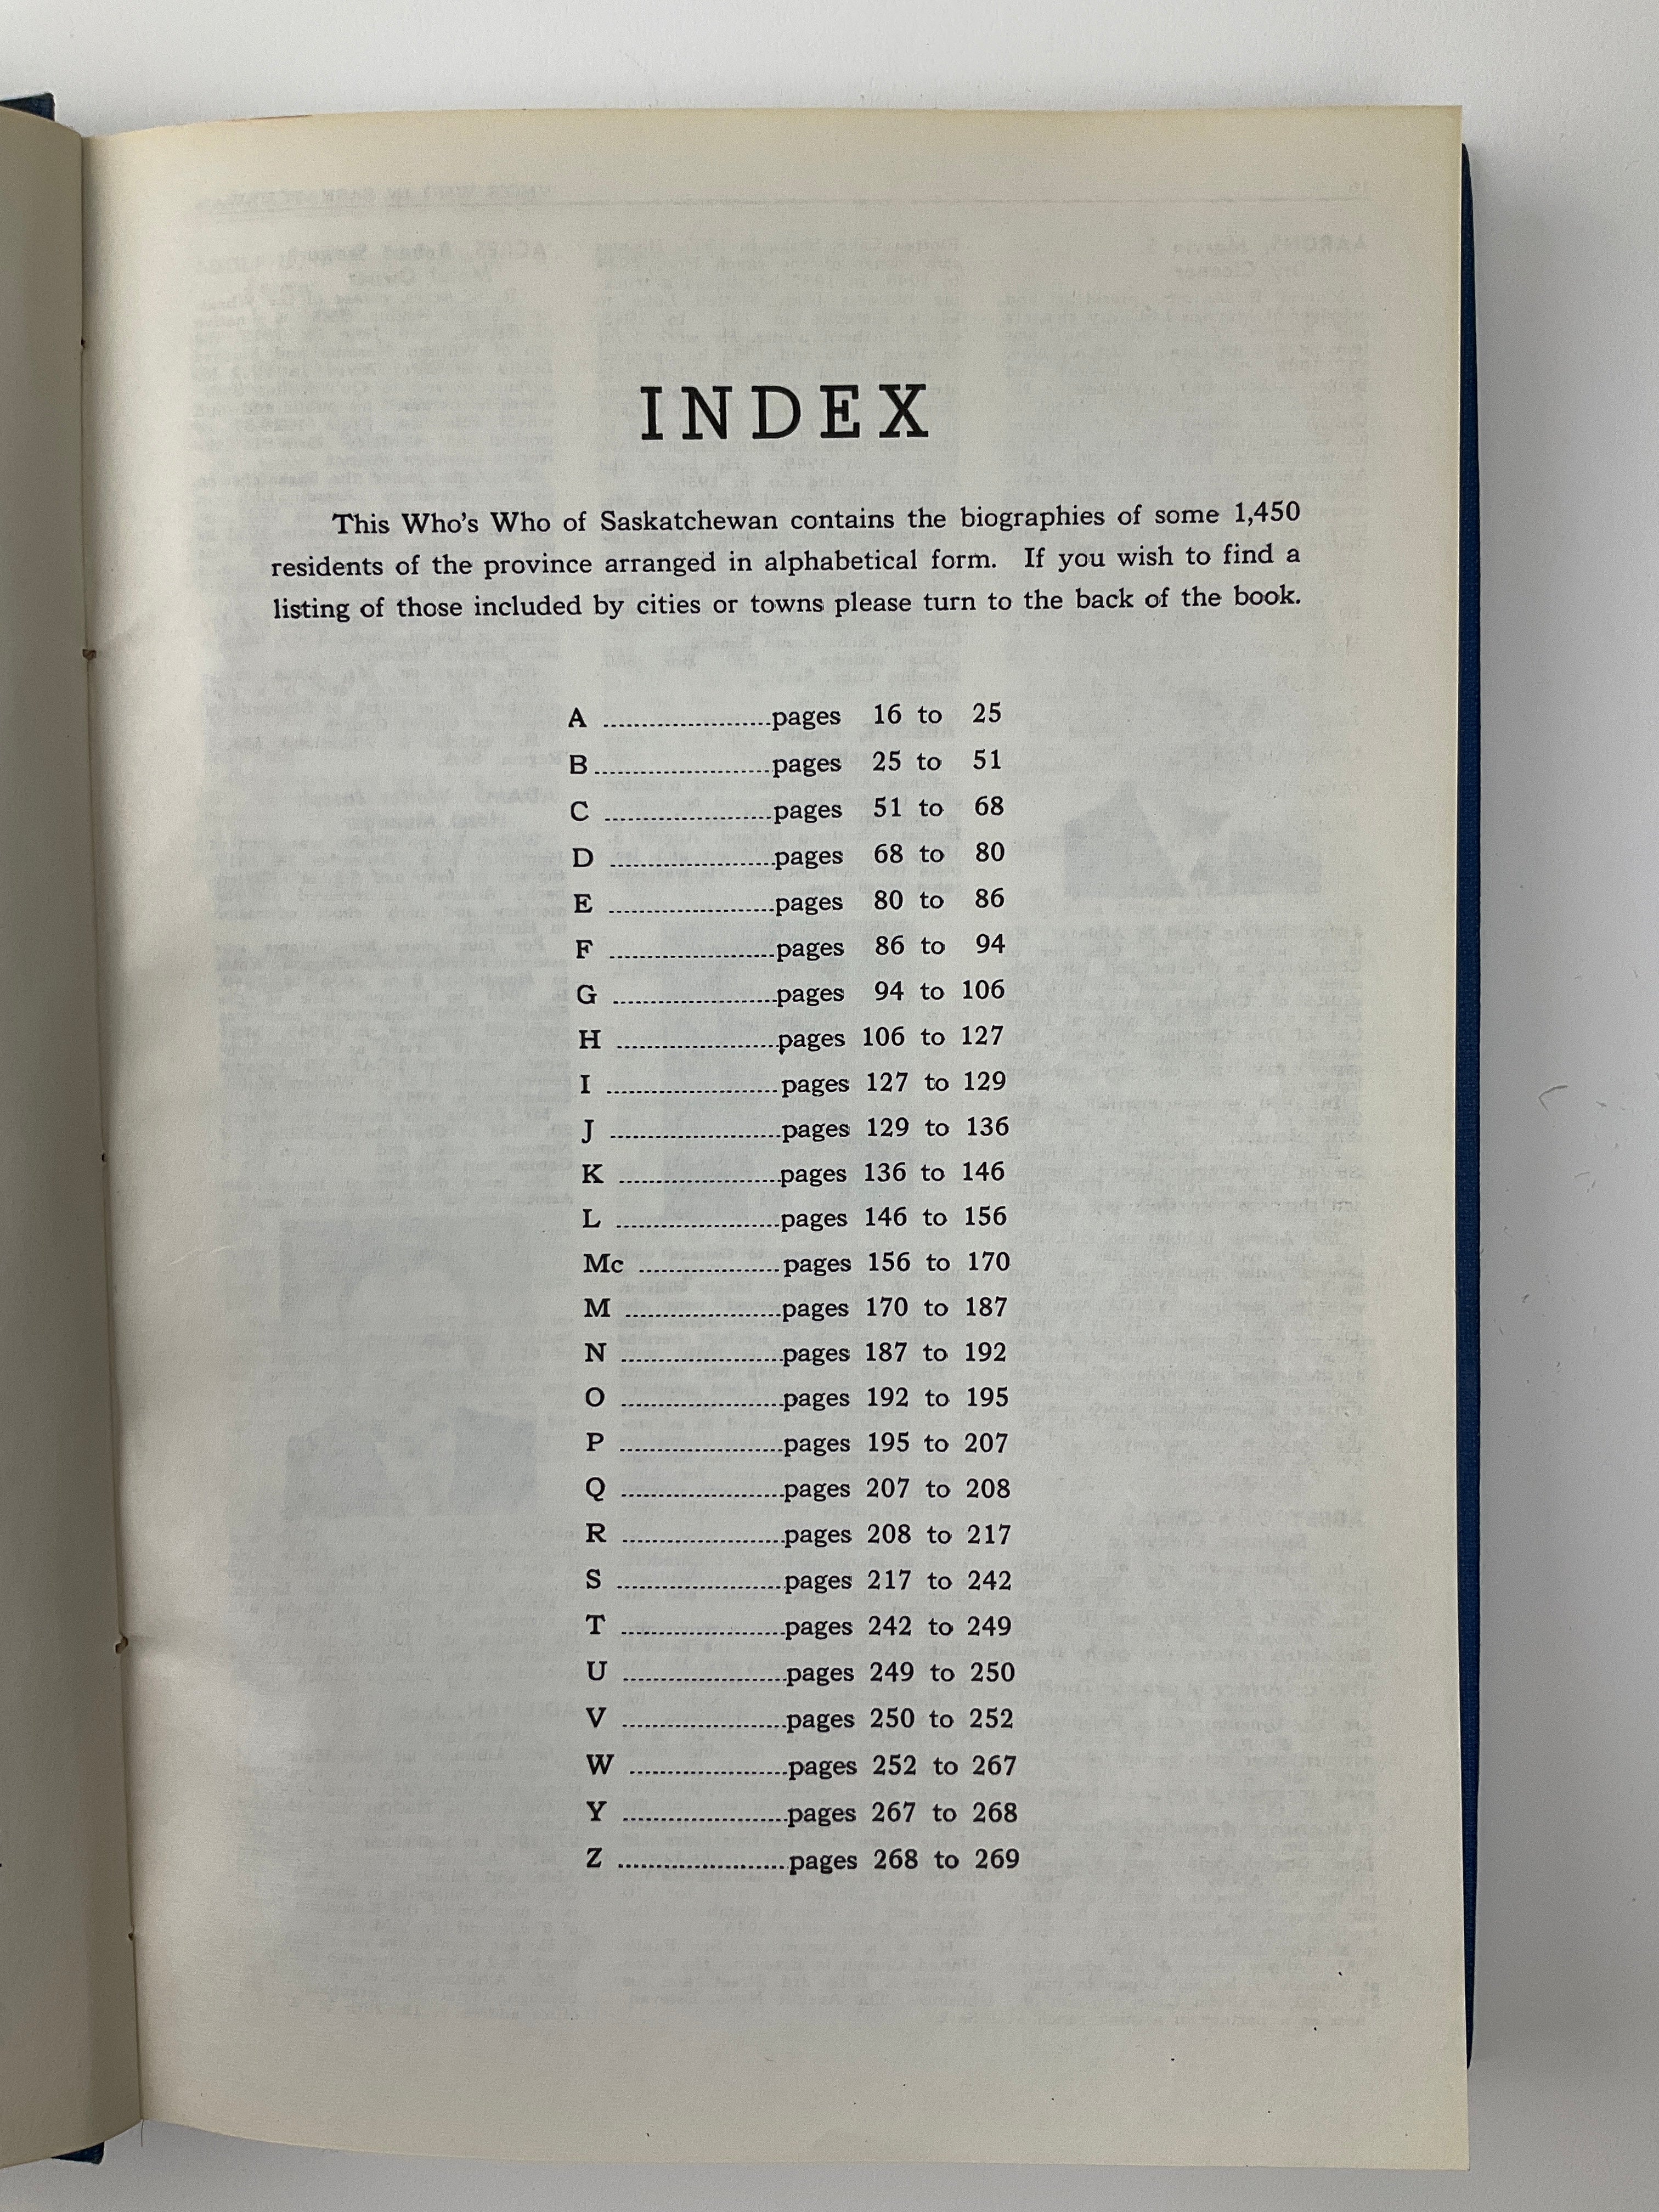 INDEX
This Who's Who of Saskatchewan contains the biographies of some 1,450
residents of the province arranged in alphabetical form. If you wish to find a
listing of those included by cities or towns please turn to the back of the book.
A ......................pages 16 to 25
B.......................pages 25 to 51
C ......................pages 51 to 68
D ......................pages 68 to 80
E ......................pages 80 to 86
F ......................pages 86 to 94
G ......................pages 94 to 106
H .....................pages 106 to 127
I .......................pages 127 to 129
J .......................pages 129 to 136
K .....................pages 136 to 146
L ......................pages 146 to 156
Mc ...................pages 156 to 170
M .....................pages 170 to 187
N ......................pages 187 to 192
O ......................pages 192 to 195
P ......................pages 195 to 207
Q ......................pages 207 to 208
R ......................pages 208 to 217
S ......................pages 217 to 242
T ......................pages 242 to 249
U ......................pages 249 to 250
V ......................pages 250 to 252
W .....................pages 252 to 267
Y ......................pages 267 to 268
Z ......................pages 268 to 269